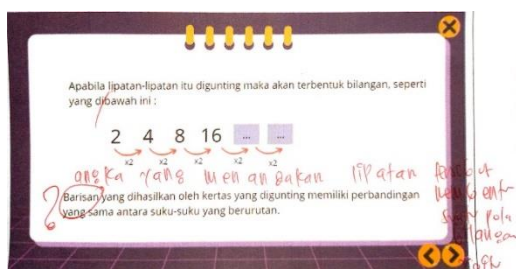 Apabila lipatan-lipatan itu digunting maka akan terbentuk bilangan, seperti
yang dibawah ini :
2 4 8 16 ... ...
x2 x2 x2 x2 x2
angka yang lipatan
Barisan yang dihasilkan oleh kertas yang digunting memiliki perbandingan
yang sama antara suku-suku yang berurutan.
pola